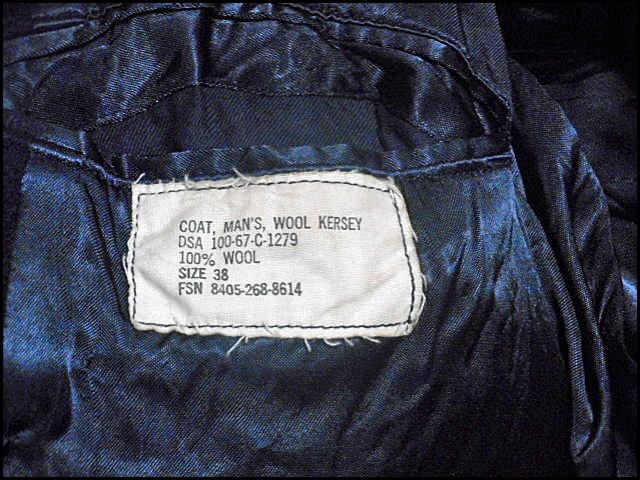 COAT, MAN'S, WOOL KERSEY
DSA 100-67-C-1279
100% WOOL
SIZE 38
FSN 8405-268-8614